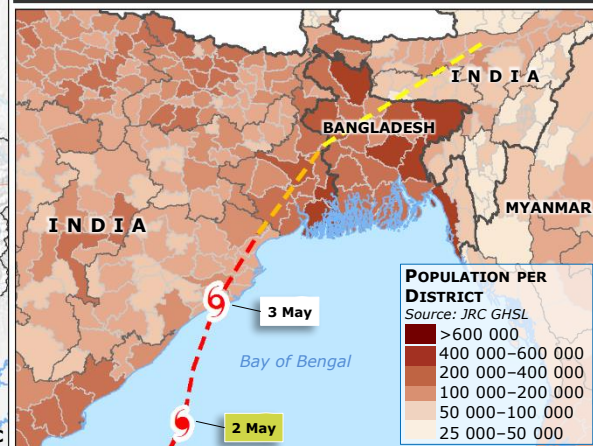 INDIA
BANGLADESH
INDIA
MYANMAR
3 May
Bay of Bengal
2 May
POPULATION PER
DISTRICT
Source: JRC GHSL
>600 000
400 000–600 000
200 000–400 000
100 000–200 000
50 000–100 000
25 000–50 000